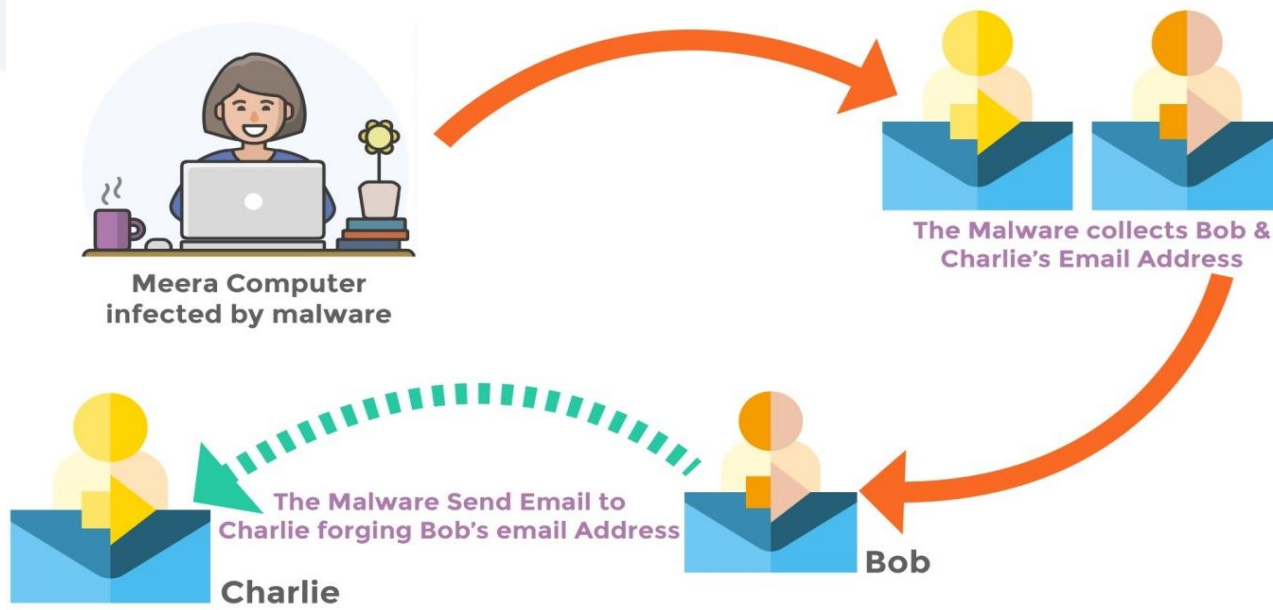 Meera Computer
infected by malware
The Malware collects Bob &
Charlie's Email Address
The Malware Send Email to
Charlie forging Bob's email Address
Bob
Charlie